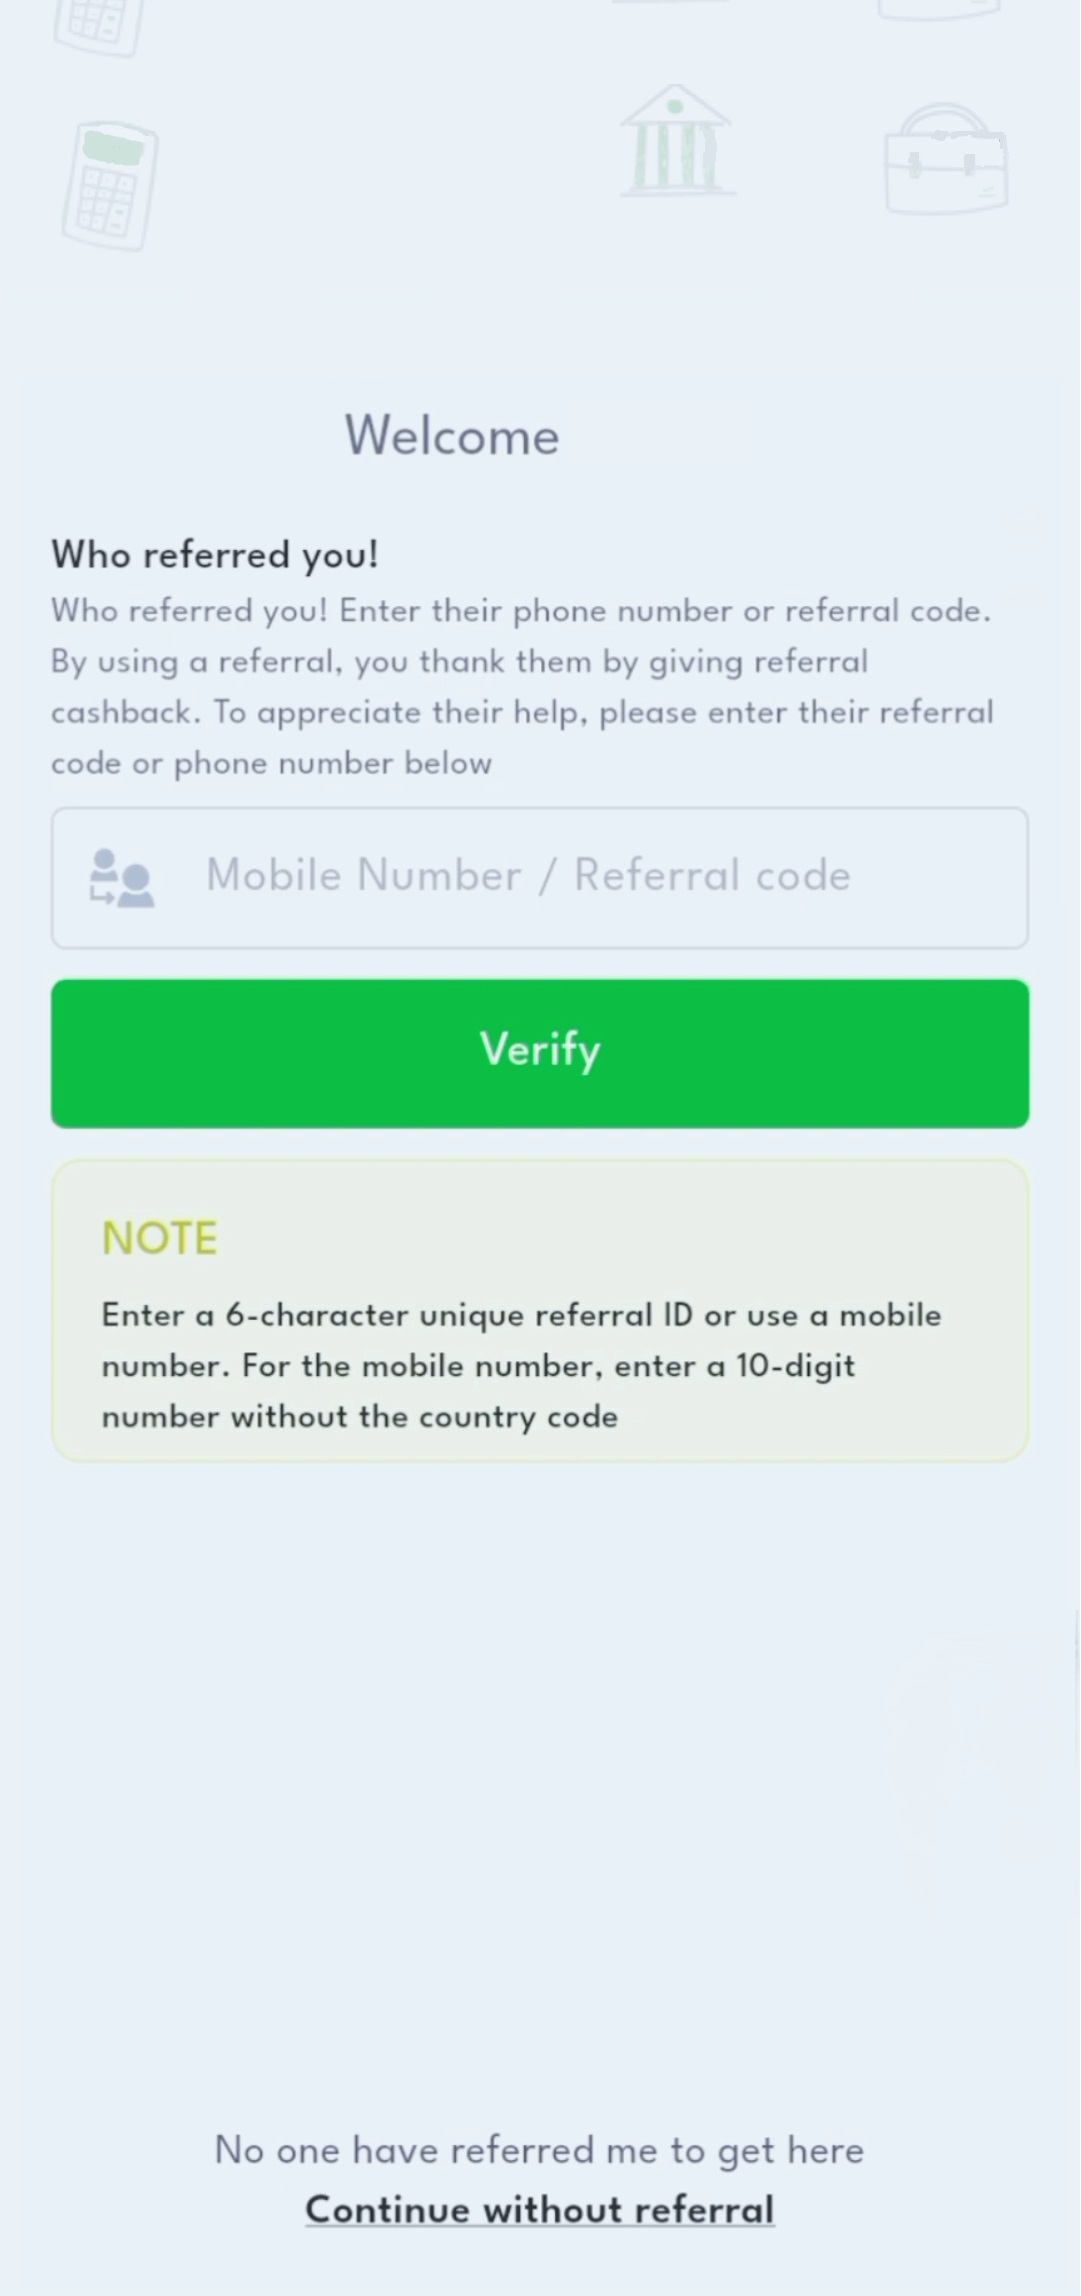 Welcome
Who referred you!
Who referred you! Enter their phone number or referral code.
By using a referral, you thank them by giving referral
cashback. To appreciate their help, please enter their referral
code or phone number below
Mobile Number / Referral code
Verify
NOTE
Enter a 6-character unique referral ID or use a mobile
number. For the mobile number, enter a 10-digit
number without the country code
No one have referred me to get here
Continue without referral